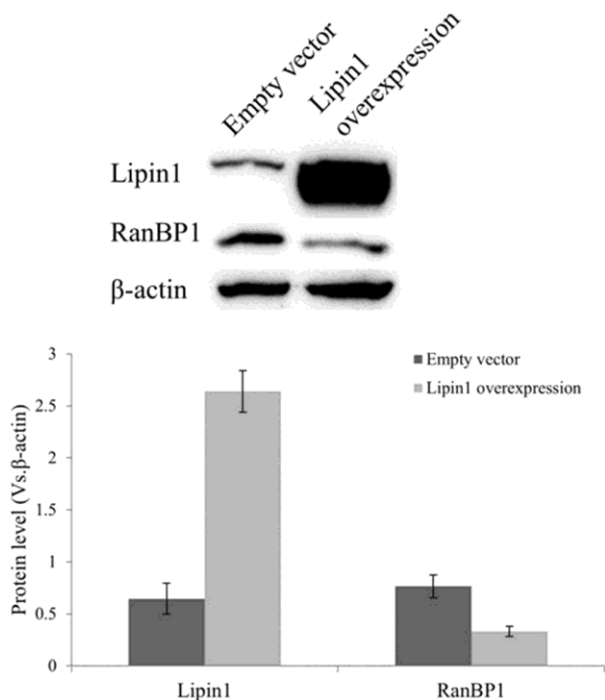 Empty vector
Lipin1
overexpression
Lipin1
RanBP1
β-actin
3
2.5
2
1.5
1
0.5
0
Protein level (Vs.β-actin)
Empty vector
Lipin1 overexpression
Lipin1
RanBP1